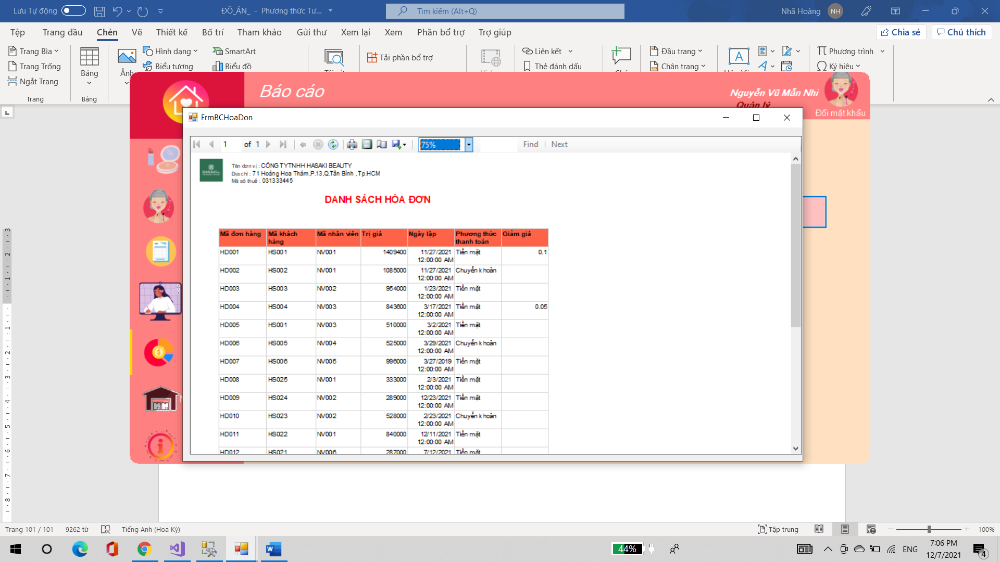 Lưu Tự động
ĐỒ_ÁN_ - Phương thức Tư...
Tìm kiếm (Alt+Q)
Nhã Hoàng
NH
Tệp Trang đầu Chèn Vẽ Thiết kế Bố trí Tham khảo Gửi thư Xem lại Xem Phần bổ trợ Trợ giúp
Chia sẻ
Chú thích
Trang Bìa
Trang Trống
Ngắt Trang
Trang
Bảng
Bảng
Ảnh
Hình dạng
Biểu tượng
SmartArt
Biểu đồ
Tải phần bổ trợ
Liên kết
Thẻ đánh dấu
Đầu trang
Chân trang
Phương trình
Ký hiệu
Báo cáo
Nguyễn Vũ Mẫn Nhi
Quản lý
Đổi mật khẩu
FrmBCHoaDon
1 of 1
75%
Find | Next
HASAKI
Tên đơn vị : CÔNG TYTNHH HASAKI BEAUTY
Địa chỉ : 71 Hoàng Hoa Thám,P.13,Q.Tân Bình , Tp.HCM
Mã số thuế : 031333445
DANH SÁCH HÓA ĐƠN
Mã đơn hàng Mã khách hàng Mã nhân viên Trị giá Ngày lập Phương thức thanh toán Giảm giá
HD001 HS001 NV001 1409400 11/27/2021 12:00:00 AM Tiền mặt 0.1
HD002 HS002 NV001 1085000 11/27/2021 12:00:00 AM Chuyển khoản
HD003 HS003 NV002 954000 1/23/2021 12:00:00 AM Tiền mặt
HD004 HS004 NV003 843600 3/17/2021 12:00:00 AM Tiền mặt 0.05
HD005 HS001 NV003 510000 3/2/2021 12:00:00 AM Tiền mặt
HD006 HS005 NV004 525000 3/29/2021 12:00:00 AM Chuyển khoản
HD007 HS006 NV005 996000 3/27/2019 12:00:00 AM Tiền mặt
HD008 HS025 NV001 333000 2/3/2021 12:00:00 AM Tiền mặt
HD009 HS024 NV002 289000 12/23/2021 12:00:00 AM Tiền mặt
HD010 HS023 NV002 528000 2/23/2021 12:00:00 AM Chuyển khoản
HD011 HS022 NV001 840000 12/11/2021 12:00:00 AM Tiền mặt
HD012 HS021 NV006 287000 7/12/2021 Tiền mặt
Trang 101 / 101
9262 từ
Tiếng Anh (Hoa Kỳ)
Tập trung
100%
44%
ENG
7:06 PM
12/7/2021
4